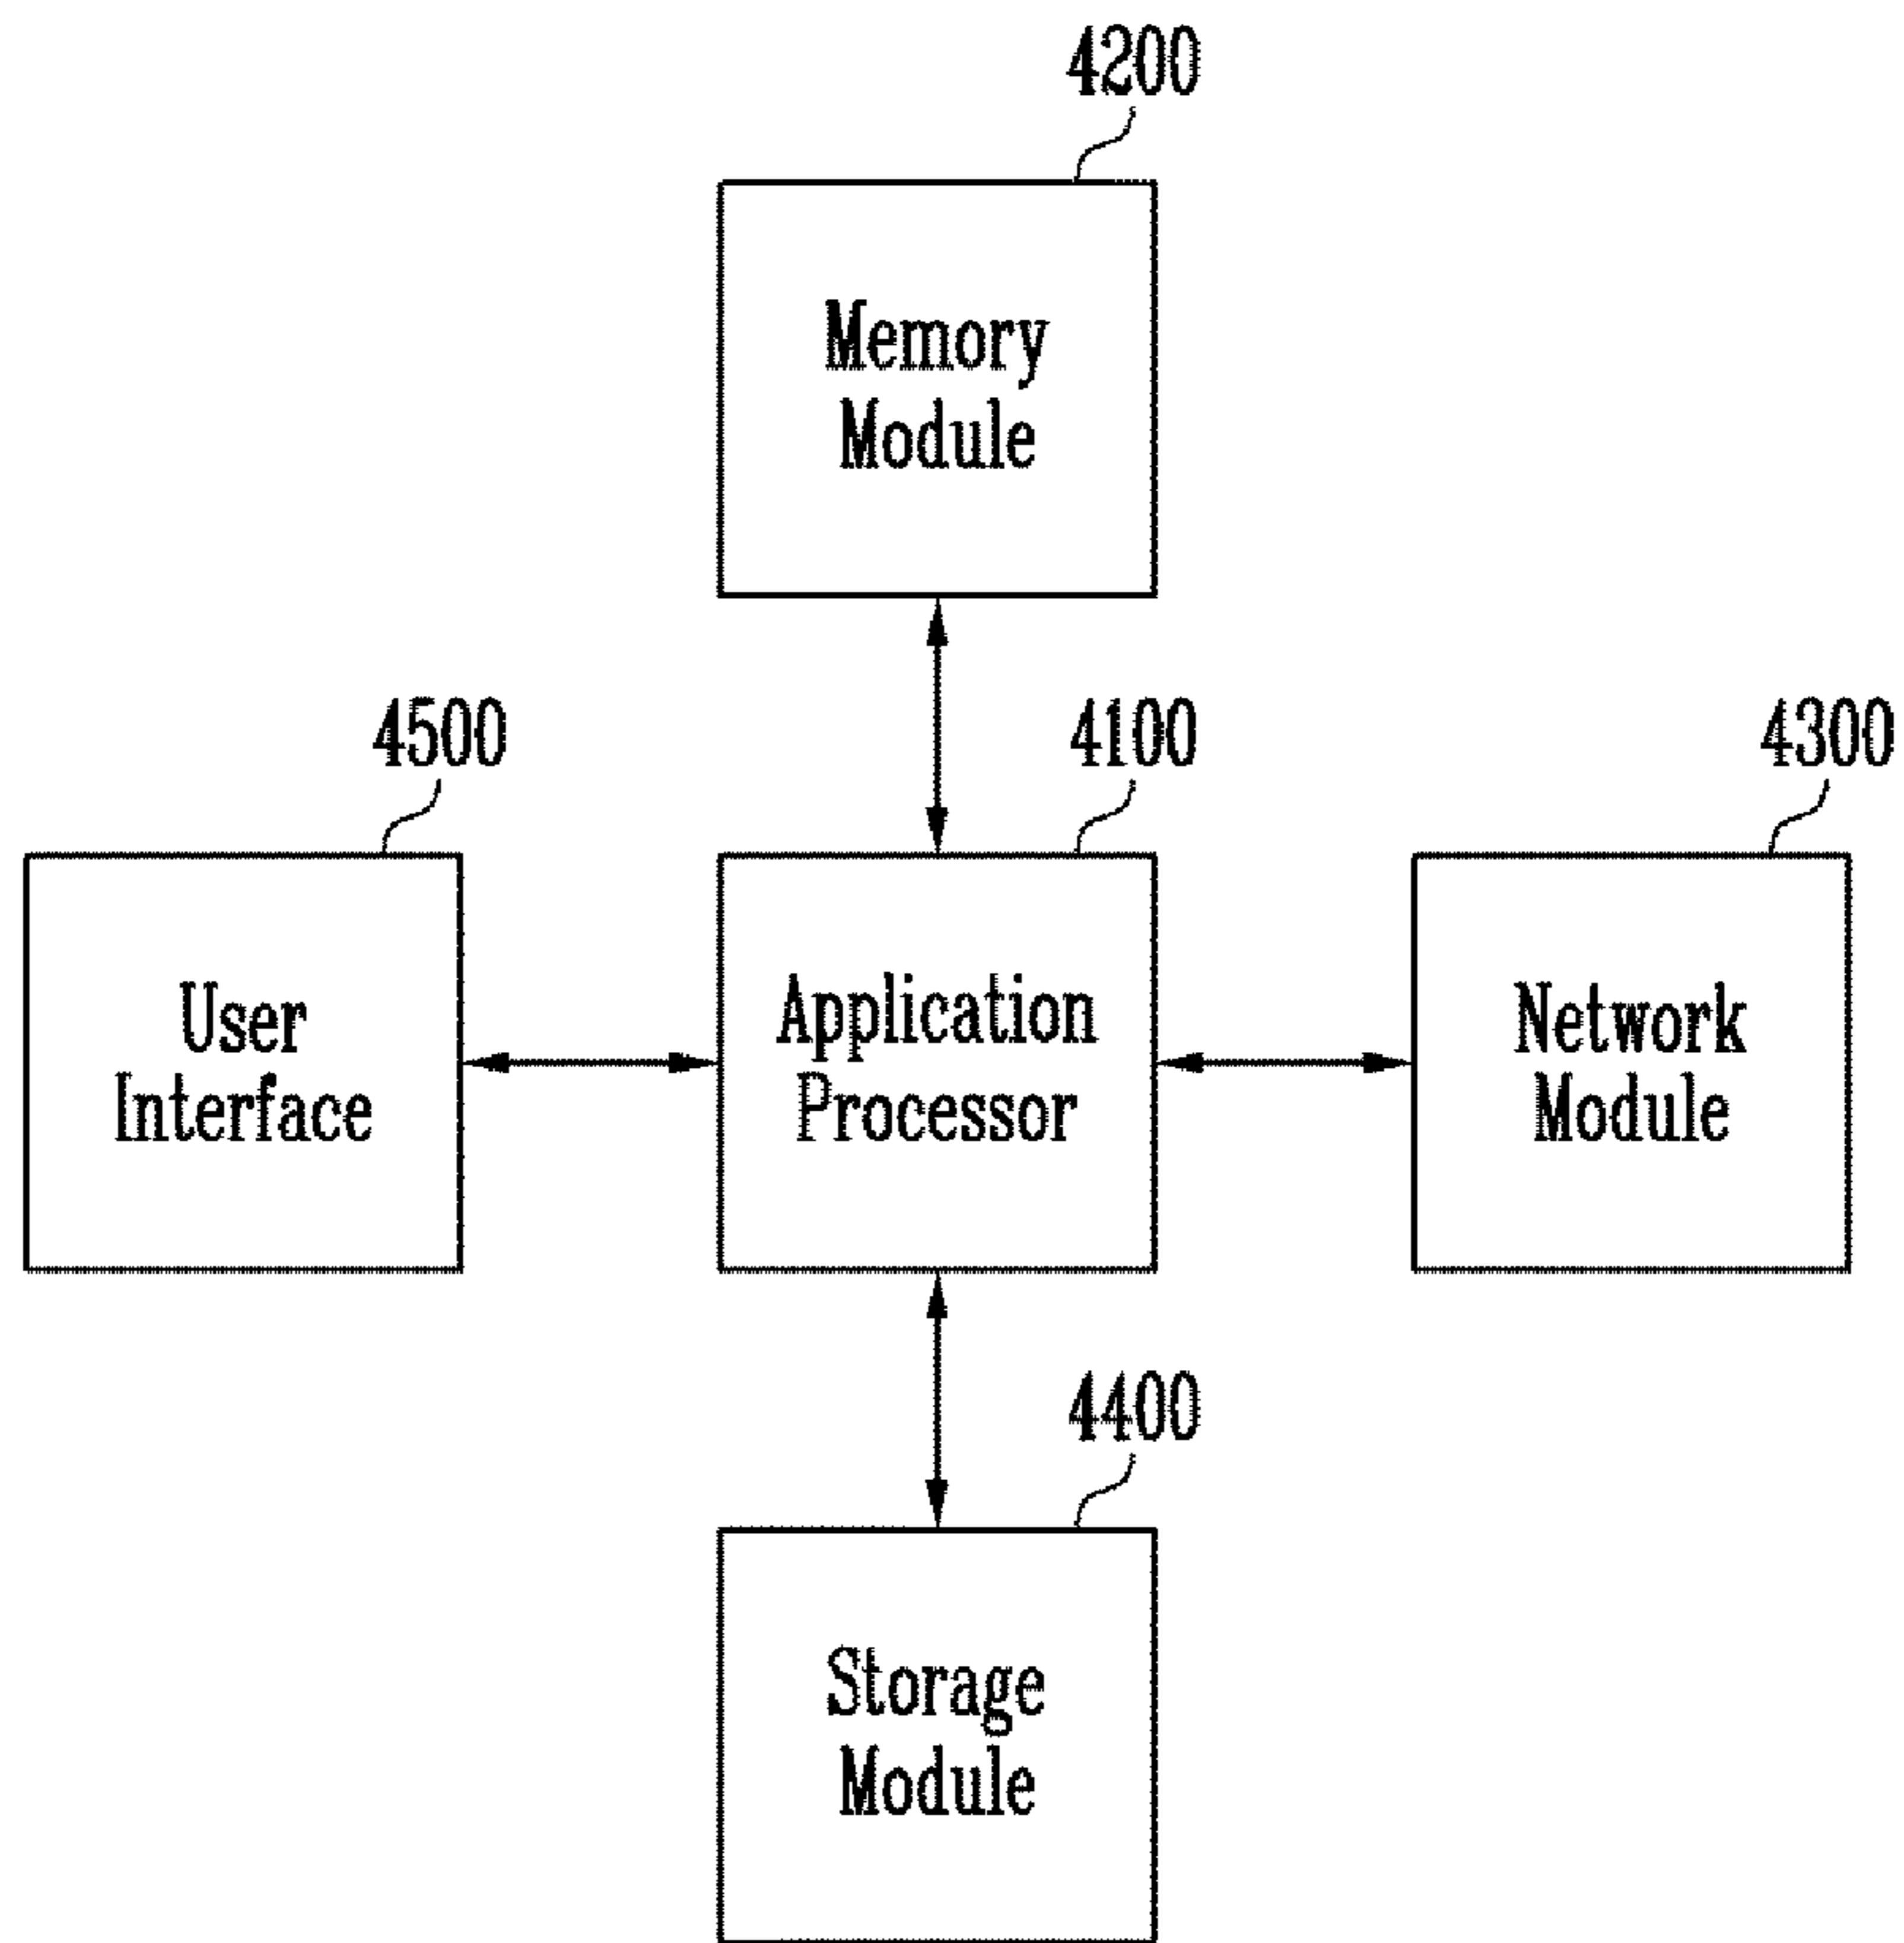 4200
Memory
Module
4500
4100
4300
User
Interface
Application
Processor
Network
Module
4400
Storage
Module